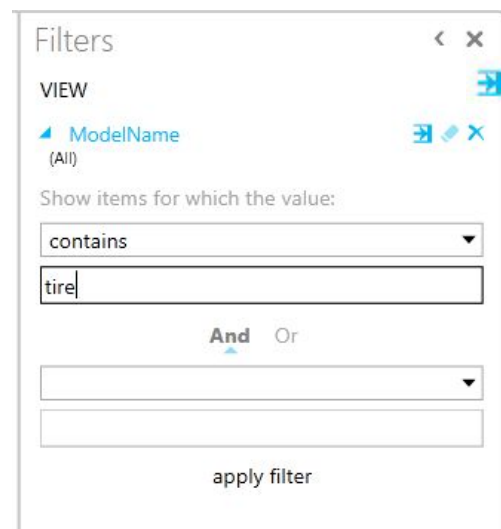 Filters
VIEW
ModelName
(All)
Show items for which the value:
contains
tire
And Or
apply filter